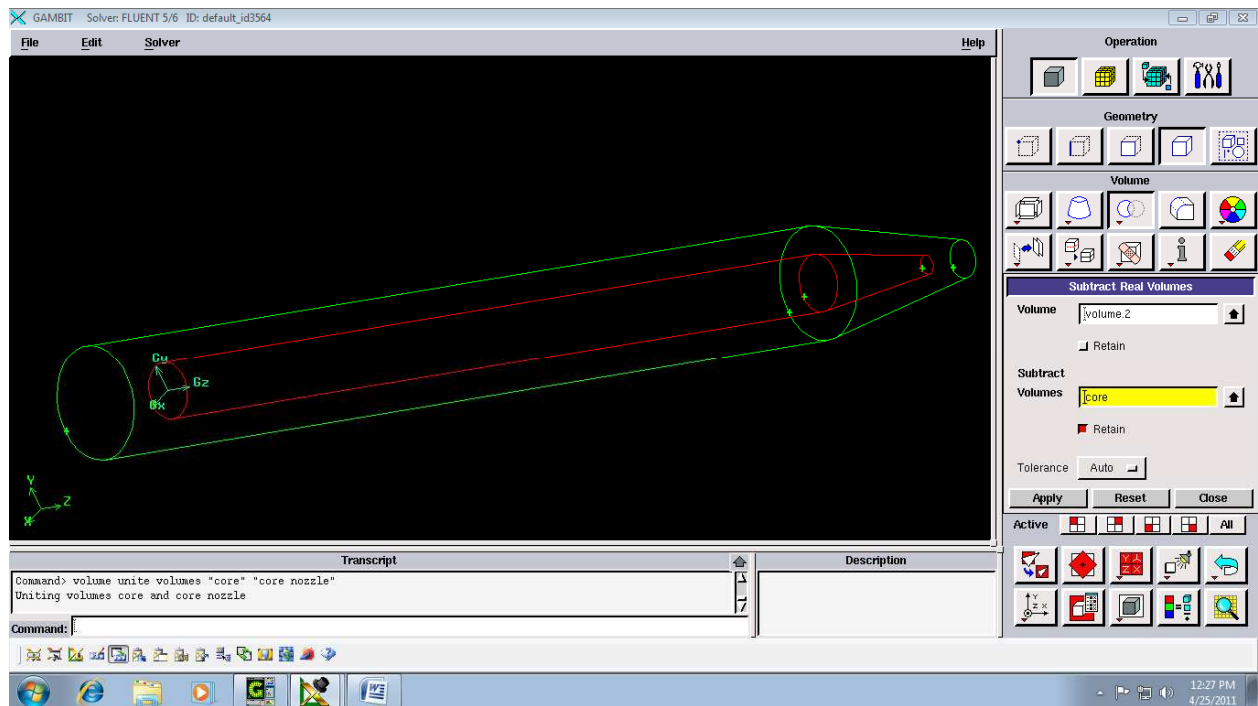 GAMBIT Solver: FLUENT 5/6 ID: default_id3564
File Edit Solver Help
Operation
Geometry
Volume
Subtract Real Volumes
Volume volume.2
Retain
Subtract
Volumes core
Retain
Tolerance Auto
Apply Reset Close
Active All
Gy
Gz
Gx
Y
Z
X
Transcript
Command> volume unite volumes "core" "core nozzle"
Uniting volumes core and core nozzle
Command:
Description
12:27 PM
4/25/2011